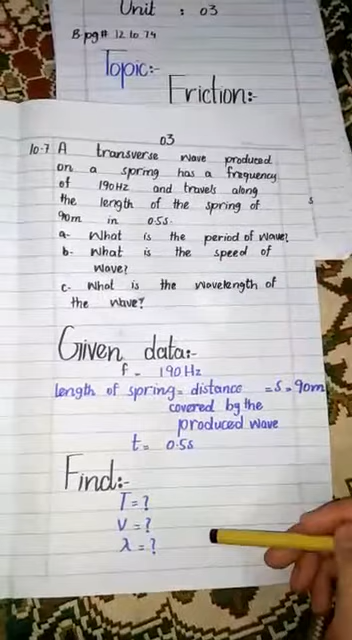 Unit : 03
B.pg# 12 to 74
Topic:-
Friction:-
03
10.7 A transverse wave produced
on a spring has a frequency
of 190Hz and travels along
the length of the spring of
90m in 0.5s. s
a- What is the period of wave?
b- What is the speed of
wave?
c- What is the wavelength of
the wave?
Given data:-
f = 190 Hz
length of spring = distance = s = 90m
covered by the
produced wave
t = 0.5s
Find:-
T = ?
V = ?
λ = ?